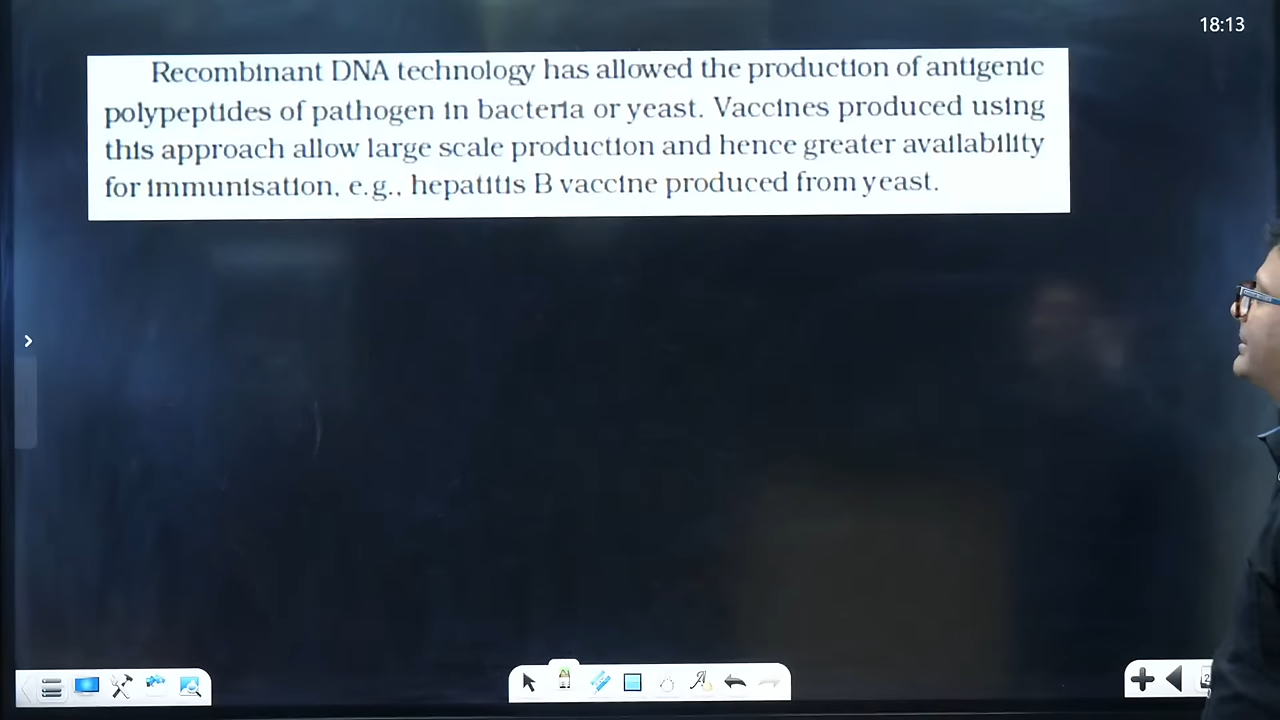 18:13
Recombinant DNA technology has allowed the production of antigenic
polypeptides of pathogen in bacteria or yeast. Vaccines produced using
this approach allow large scale production and hence greater availability
for immunisation, e.g., hepatitis B vaccine produced from yeast.